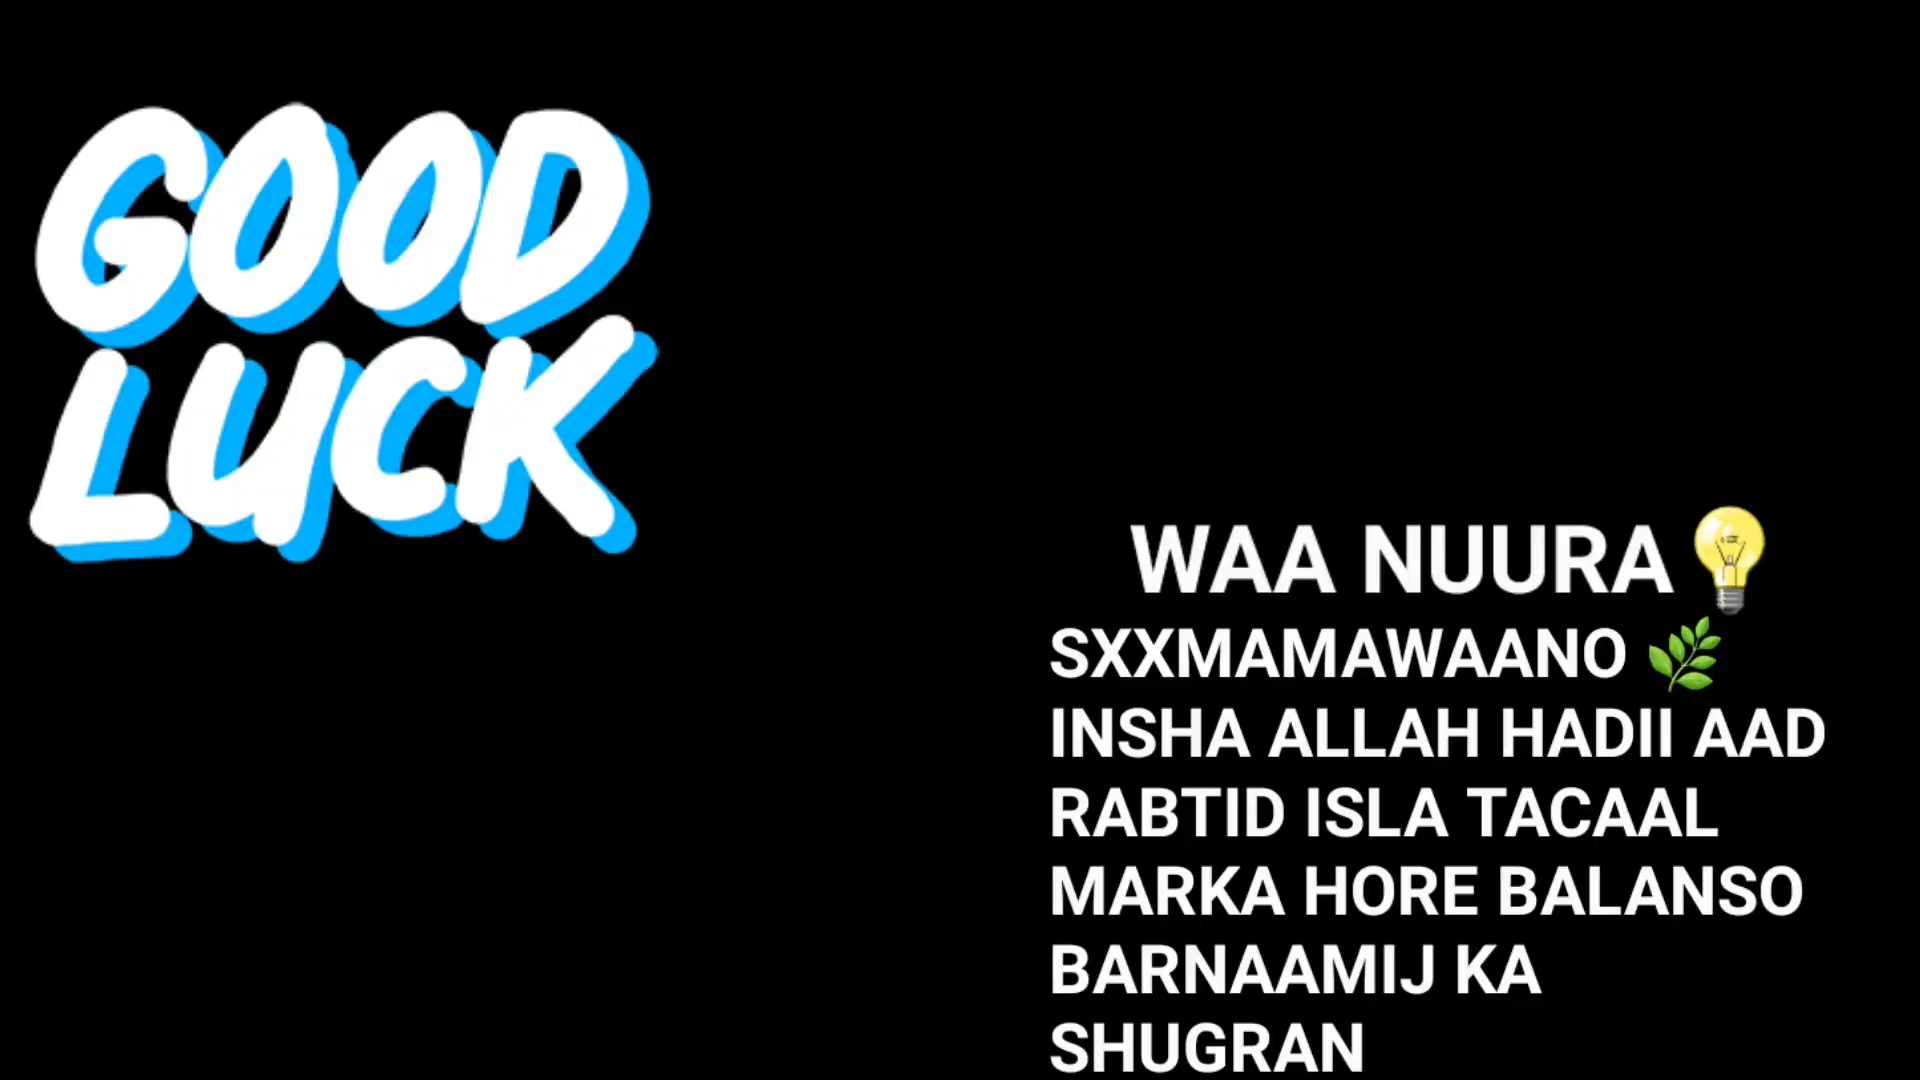 GOOD
LUCK
WAA NUURA💡
SXXMAMAWAANO 🌿
INSHA ALLAH HADII AAD
RABTID ISLA TACAAL
MARKA HORE BALANSO
BARNAAMIJ KA
SHUGRAN